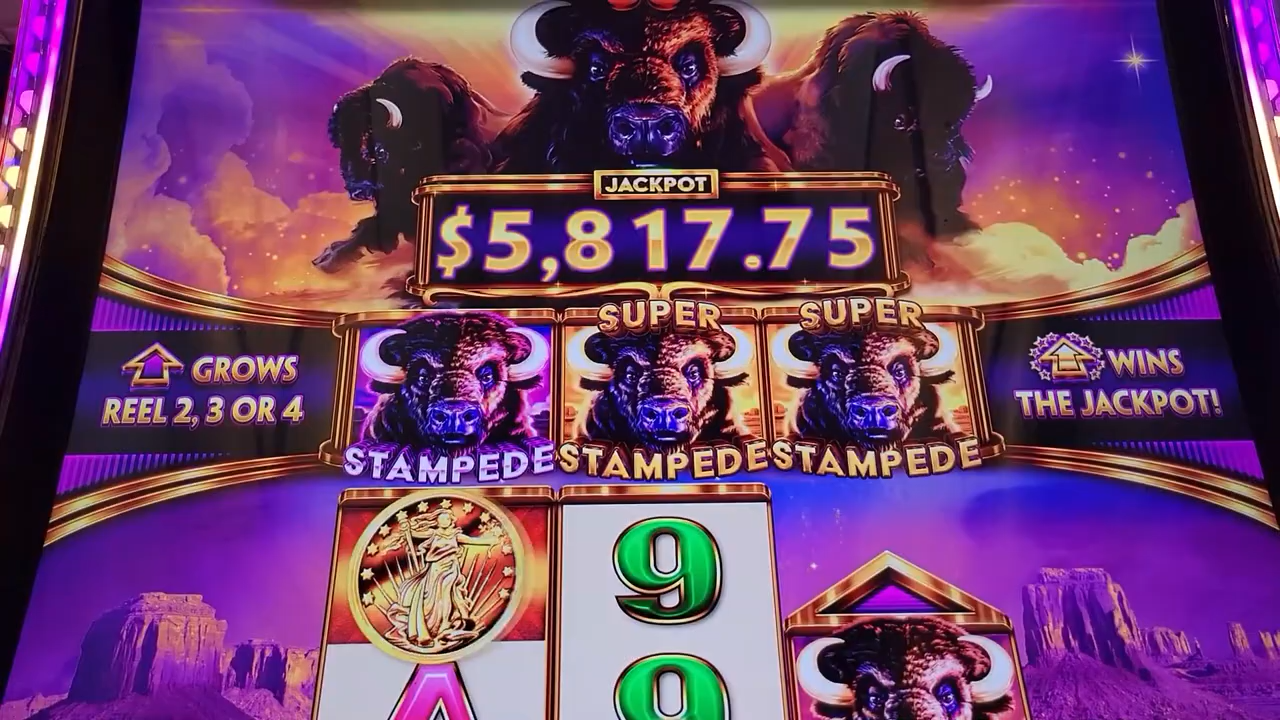 JACKPOT
$5,817.75
SUPER SUPER
GROWS
REEL 2, 3 OR 4
WINS
THE JACKPOT!
STAMPEDE STAMPEDE STAMPEDE
9
A 9